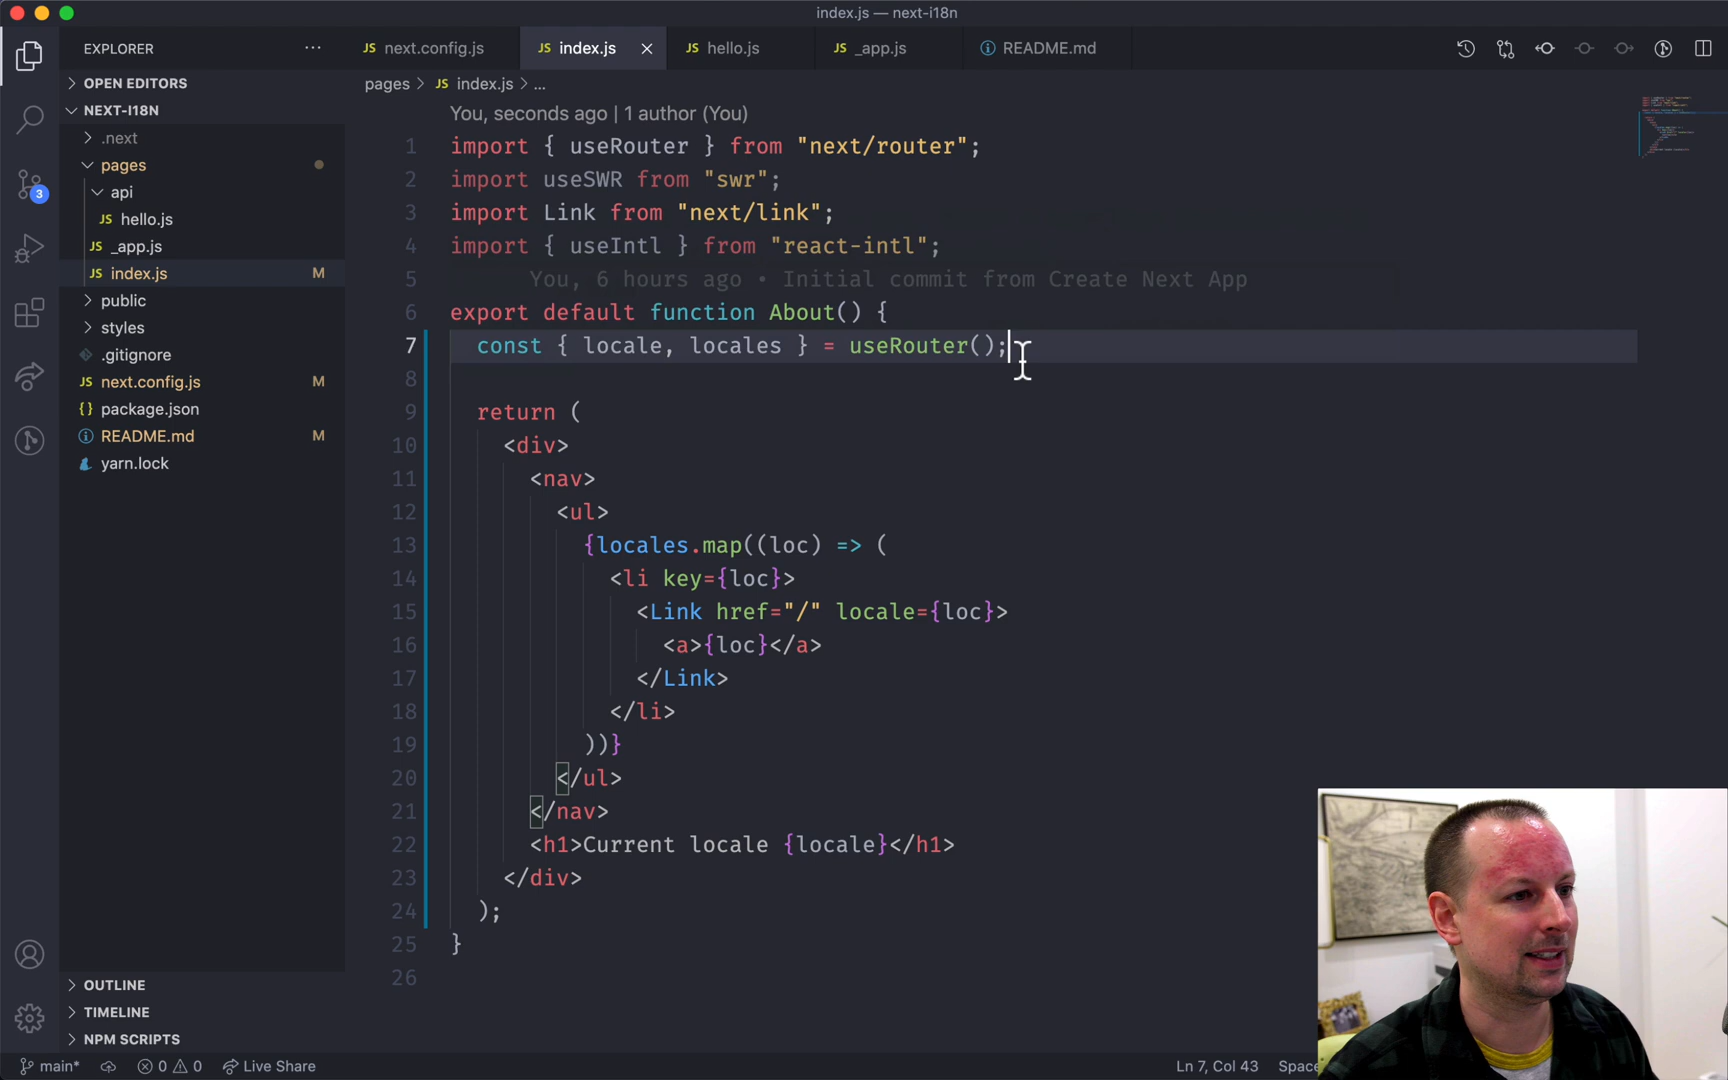 index.js — next-i18n
EXPLORER
next.config.js
index.js
hello.js
_app.js
README.md
OPEN EDITORS
NEXT-I18N
.next
pages
api
hello.js
_app.js
index.js M
public
styles
.gitignore
next.config.js M
package.json
README.md M
yarn.lock
OUTLINE
TIMELINE
NPM SCRIPTS
3
pages > JS index.js > ...
You, seconds ago | 1 author (You)
1 import { useRouter } from "next/router";
2 import useSWR from "swr";
3 import Link from "next/link";
4 import { useIntl } from "react-intl";
5 You, 6 hours ago • Initial commit from Create Next App
6 export default function About() {
7 const { locale, locales } = useRouter();
8
9 return (
10 <div>
11 <nav>
12 <ul>
13 {locales.map((loc) => (
14 <li key={loc}>
15 <Link href="/" locale={loc}>
16 <a>{loc}</a>
17 </Link>
18 </li>
19 ))}
20 </ul>
21 </nav>
22 <h1>Current locale {locale}</h1>
23 </div>
24 );
25 }
26
main* 0 0 Live Share Ln 7, Col 43